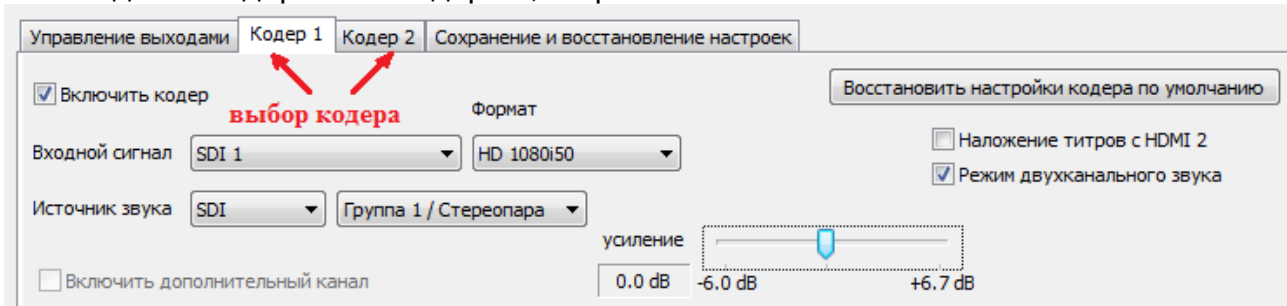 Управление выходами Кодер 1 Кодер 2 Сохранение и восстановление настроек
Включить кодер
Восстановить настройки кодера по умолчанию
выбор кодера
Формат
Входной сигнал SDI 1 HD 1080i50
Наложение титров с HDMI 2
Режим двухканального звука
Источник звука SDI Группа 1 / Стереопара
усиление
Включить дополнительный канал
0.0 dB -6.0 dB +6.7 dB